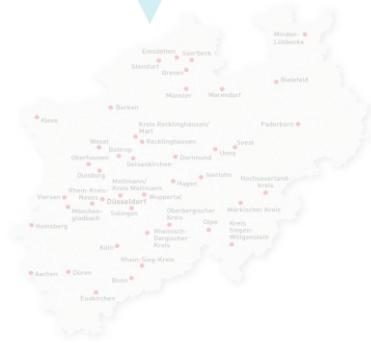 Minden-
Lübbecke
Emsdetten
Saerbeck
Steinfurt
Greven
Bielefeld
Münster
Warendorf
Borken
Kleve
Kreis Recklinghausen/
Marl
Paderborn
Recklinghausen
Wesel
Bottrop
Soest
Unna
Oberhausen
Gelsenkirchen
Dortmund
Duisburg
Mettmann/
Kreis Mettmann
Iserlohn
Hochsauerland-
Kreis
Hagen
Rhein-Kreis-
Neuss
Viersen
Düsseldorf
Wuppertal
Mönchen-
gladbach
Solingen
Oberbergischer
Kreis
Märkischer Kreis
Heinsberg
Olpe
Kreis
Siegen-
Wittgenstein
Rheinisch-
Bergischer
Kreis
Köln
Rhein-Sieg-Kreis
Aachen
Düren
Bonn
Euskirchen